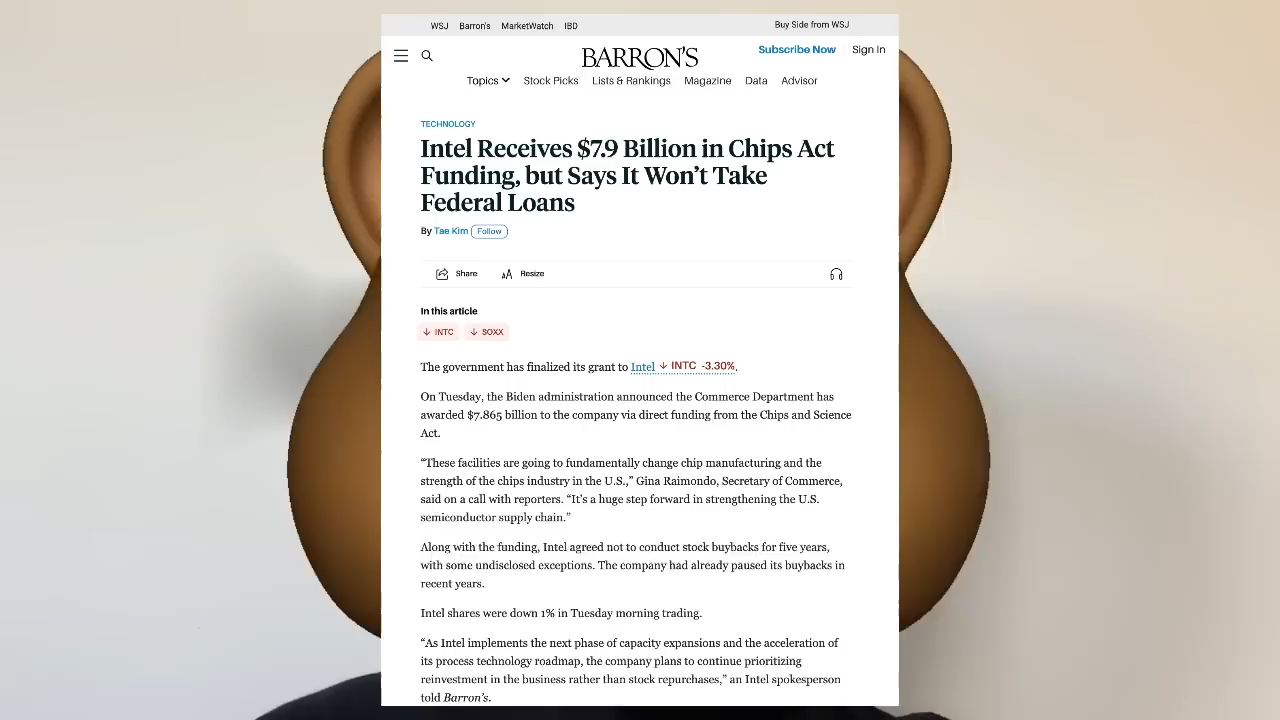 WSJ Barron's MarketWatch IBD Buy Side from WSJ
BARRON'S
Subscribe Now Sign In
Topics Stock Picks Lists & Rankings Magazine Data Advisor
TECHNOLOGY
Intel Receives $7.9 Billion in Chips Act
Funding, but Says It Won't Take
Federal Loans
By Tae Kim Follow
Share AA Resize
In this article
↓ INTC ↓ SOXX
The government has finalized its grant to Intel ↓ INTC -3.30%.
On Tuesday, the Biden administration announced the Commerce Department has
awarded $7.865 billion to the company via direct funding from the Chips and Science
Act.
“These facilities are going to fundamentally change chip manufacturing and the
strength of the chips industry in the U.S.,” Gina Raimondo, Secretary of Commerce,
said on a call with reporters. “It’s a huge step forward in strengthening the U.S.
semiconductor supply chain.”
Along with the funding, Intel agreed not to conduct stock buybacks for five years,
with some undisclosed exceptions. The company had already paused its buybacks in
recent years.
Intel shares were down 1% in Tuesday morning trading.
“As Intel implements the next phase of capacity expansions and the acceleration of
its process technology roadmap, the company plans to continue prioritizing
reinvestment in the business rather than stock repurchases,” an Intel spokesperson
told Barron’s.